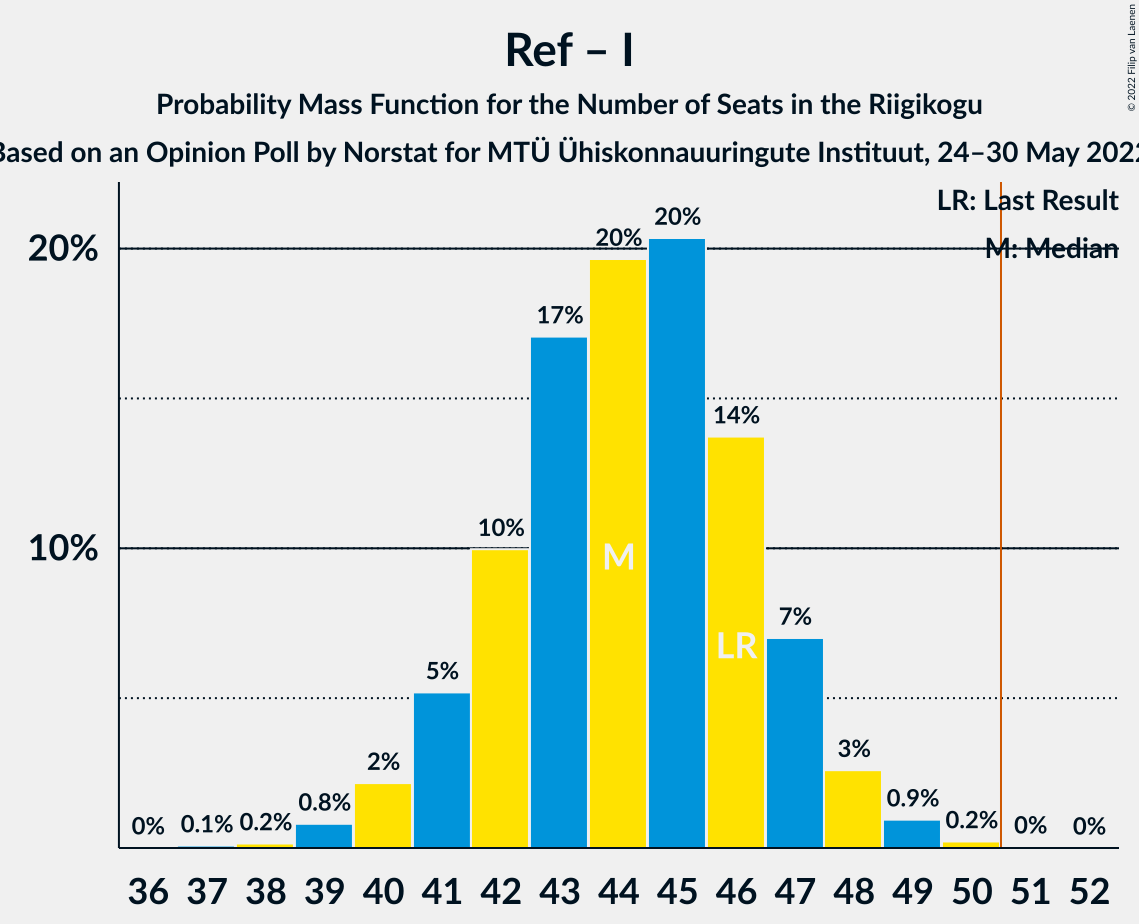 Ref – I
Probability Mass Function for the Number of Seats in the Riigikogu
Based on an Opinion Poll by Norstat for MTÜ Ühiskonnauuringute Instituut, 24–30 May 2022
© 2022 Filip van Laenen
LR: Last Result
M: Median
20%
10%
0% 0.1% 0.2% 0.8% 2% 5% 10% 17% 20% 20% 14% 7% 3% 0.9% 0.2% 0% 0%
M
LR
36 37 38 39 40 41 42 43 44 45 46 47 48 49 50 51 52